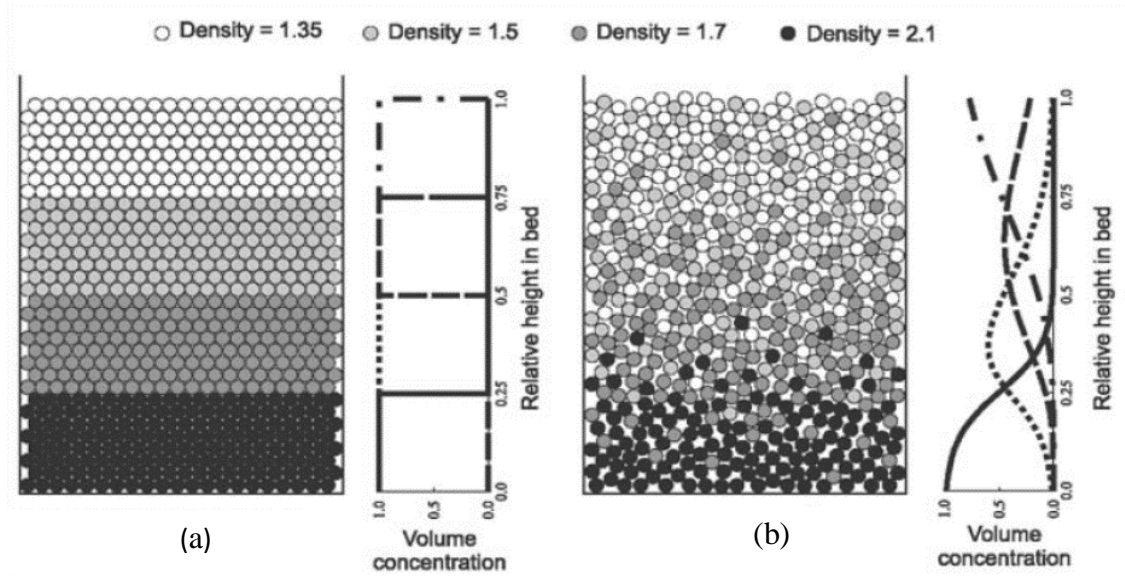 Density = 1.35 Density = 1.5 Density = 1.7 Density = 2.1
1.0
0.75
0.5
0.25
0.0
Relative height in bed
1.0 0.5 0.0
Volume
concentration
(a)
1.0
0.75
0.5
0.25
0.0
Relative height in bed
1.0 0.5 0.0
Volume
concentration
(b)